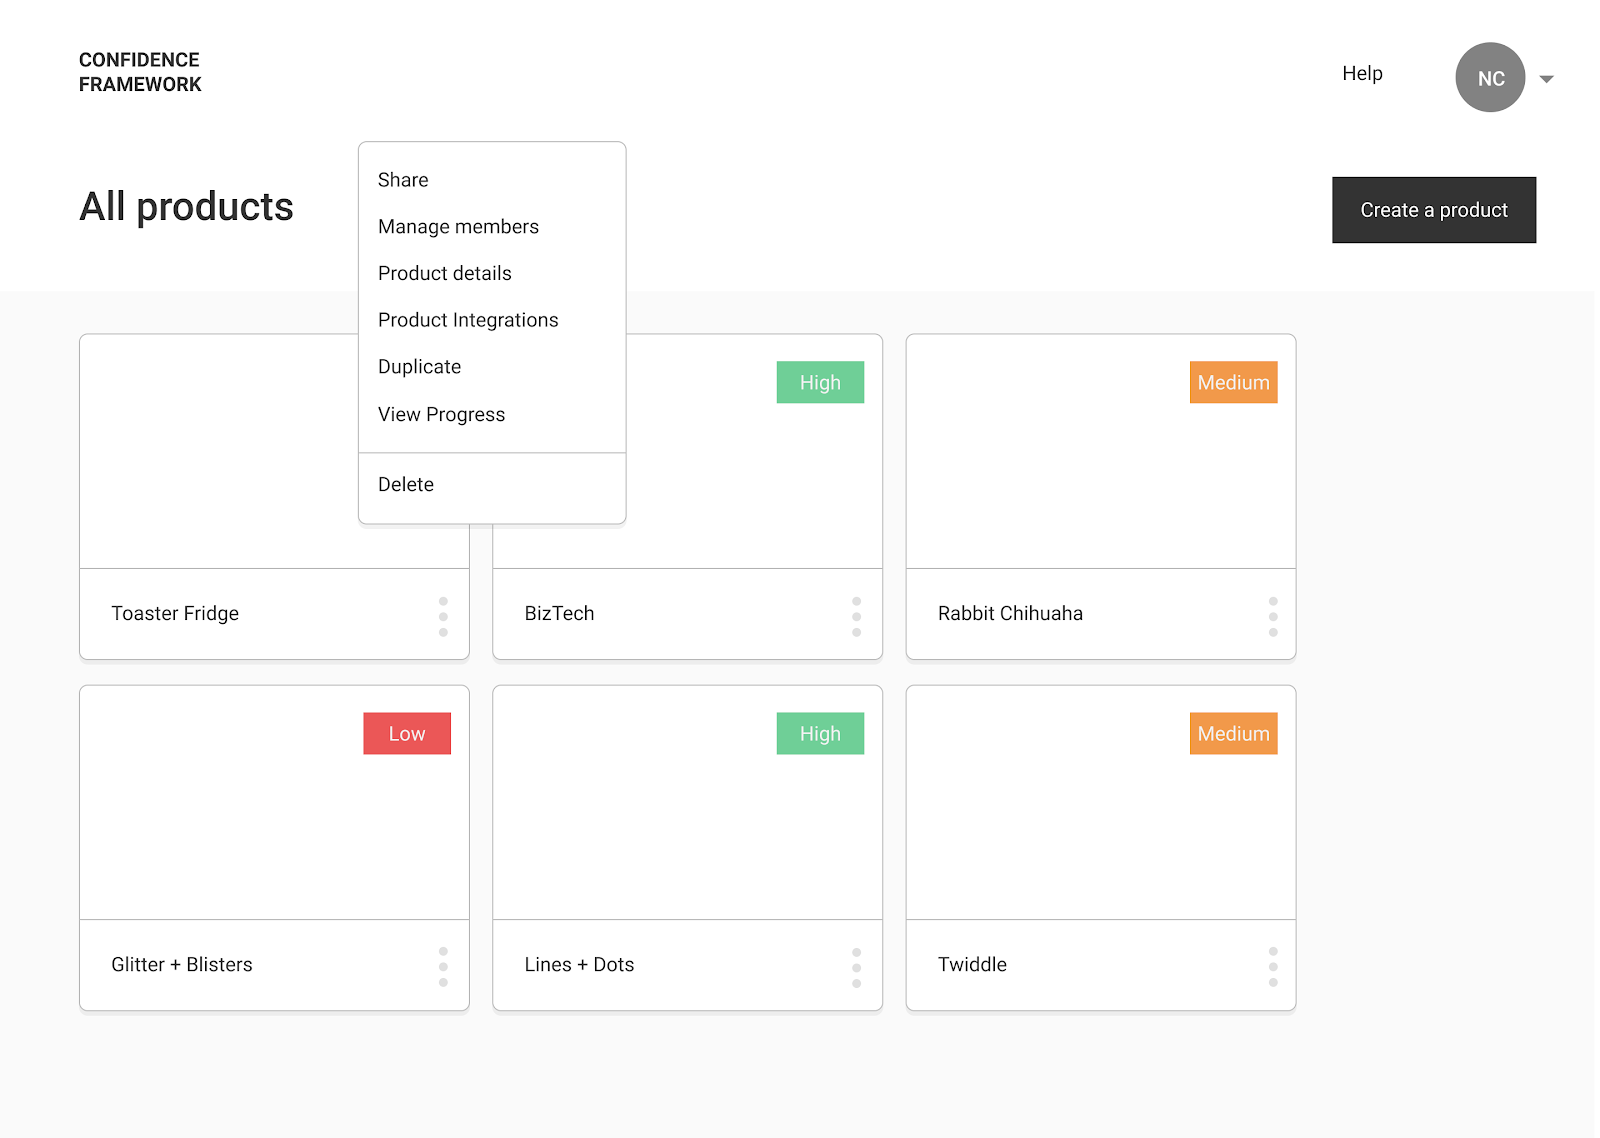 CONFIDENCE
FRAMEWORK
Help
NC
All products
Create a product
Share
Manage members
Product details
Product Integrations
Duplicate
View Progress
Delete
High
Medium
Toaster Fridge
BizTech
Rabbit Chihuaha
Low
High
Medium
Glitter + Blisters
Lines + Dots
Twiddle